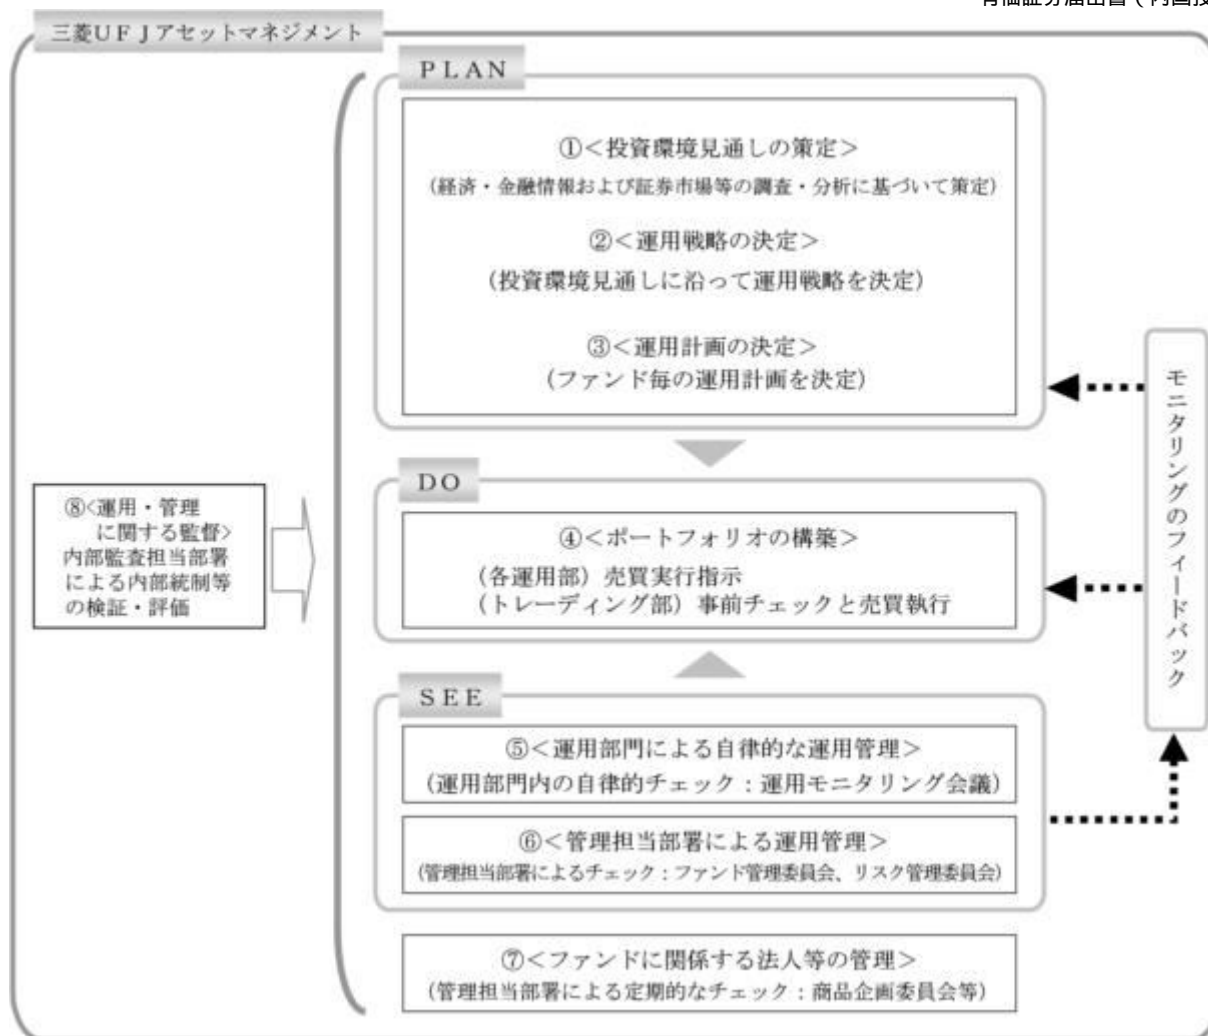 三菱ＵＦＪアセットマネジメント
ＰＬＡＮ
①＜投資環境見通しの策定＞
(経済・金融情報および証券市場等の調査・分析に基づいて策定)
②＜運用戦略の決定＞
(投資環境見通しに沿って運用戦略を決定)
③＜運用計画の決定＞
(ファンド毎の運用計画を決定)
ＤＯ
④＜ポートフォリオの構築＞
(各運用部) 売買実行指示
(トレーディング部) 事前チェックと売買執行
ＳＥＥ
⑤＜運用部門による自律的な運用管理＞
(運用部門内の自律的チェック：運用モニタリング会議)
⑥＜管理担当部署による運用管理＞
(管理担当部署によるチェック：ファンド管理委員会、リスク管理委員会)
⑦＜ファンドに関係する法人等の管理＞
(管理担当部署による定期的なチェック：商品企画委員会等)
⑧<運用・管理
に関する監督>
内部監査担当部署
による内部統制等
の検証・評価
モニタリングのフィードバック